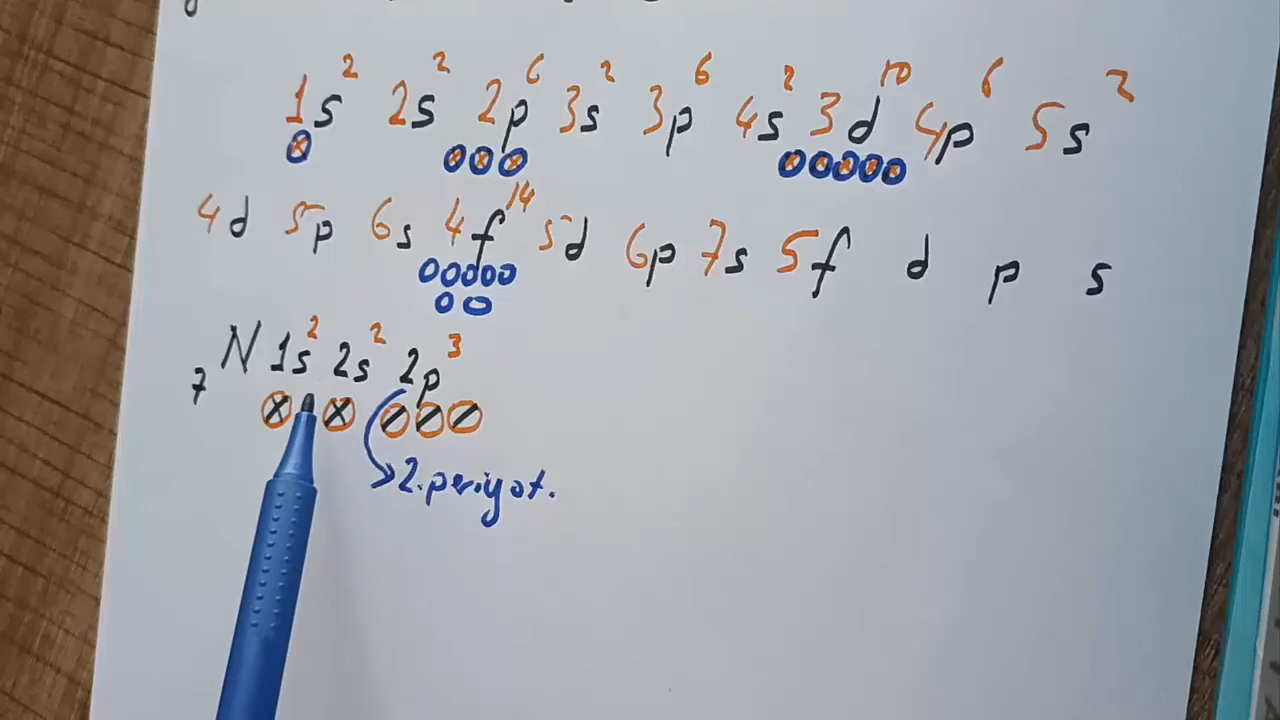 1s² 2s² 2p⁶ 3s² 3p⁶ 4s² 3d¹⁰ 4p⁶ 5s²
4d 5p 6s 4f¹⁴ 5d 6p 7s 5f d p s
₇N 1s² 2s² 2p³
2.periyot.